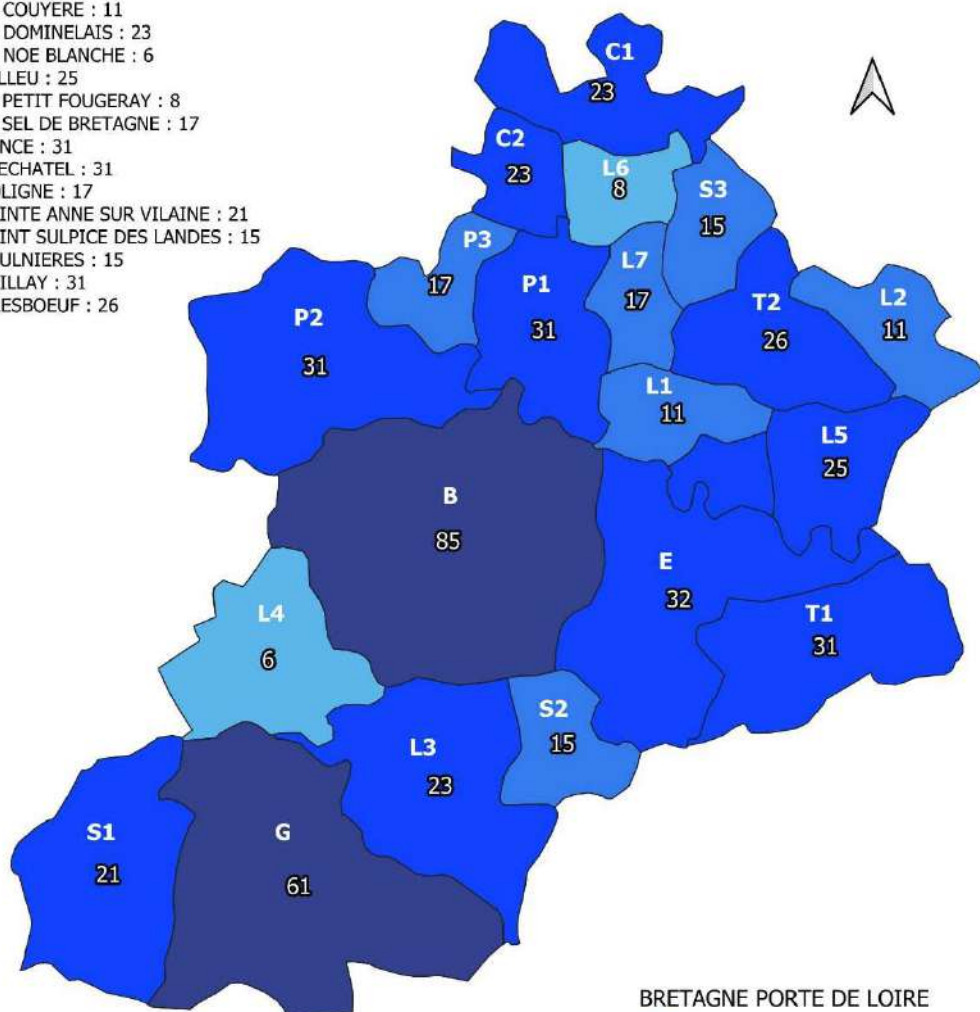 COUYERE : 11
DOMINELAIS : 23
NOE BLANCHE : 6
LLEU : 25
PETIT FOUGERAY : 8
SEL DE BRETAGNE : 17
NCE : 31
ECHATEL : 31
LIGNE : 17
INTE ANNE SUR VILAINE : 21
INT SULPICE DES LANDES : 15
ULNIERES : 15
ILLAY : 31
ESBOEUF : 26
C1
23
C2
23
L6
8
S3
15
P3
17
P1
31
L7
17
T2
26
L2
11
P2
31
L1
11
L5
25
B
85
E
32
L4
6
T1
31
S2
15
L3
23
S1
21
G
61
BRETAGNE PORTE DE LOIRE